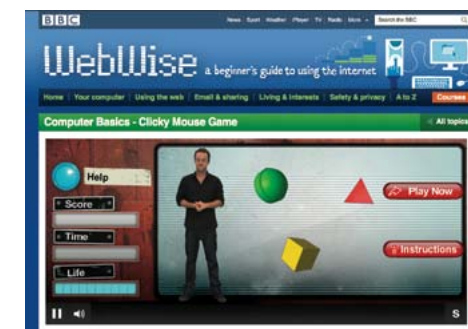 BBC News Sport Weather Player TV Radio More Search the BBC
WebWise a beginner's guide to using the internet
Home Your computer Using the web Email & sharing Living & interests Safety & privacy A to Z Courses
Computer Basics - Clicky Mouse Game All topics
Help
Score
Play Now
Time
Instructions
Life
S